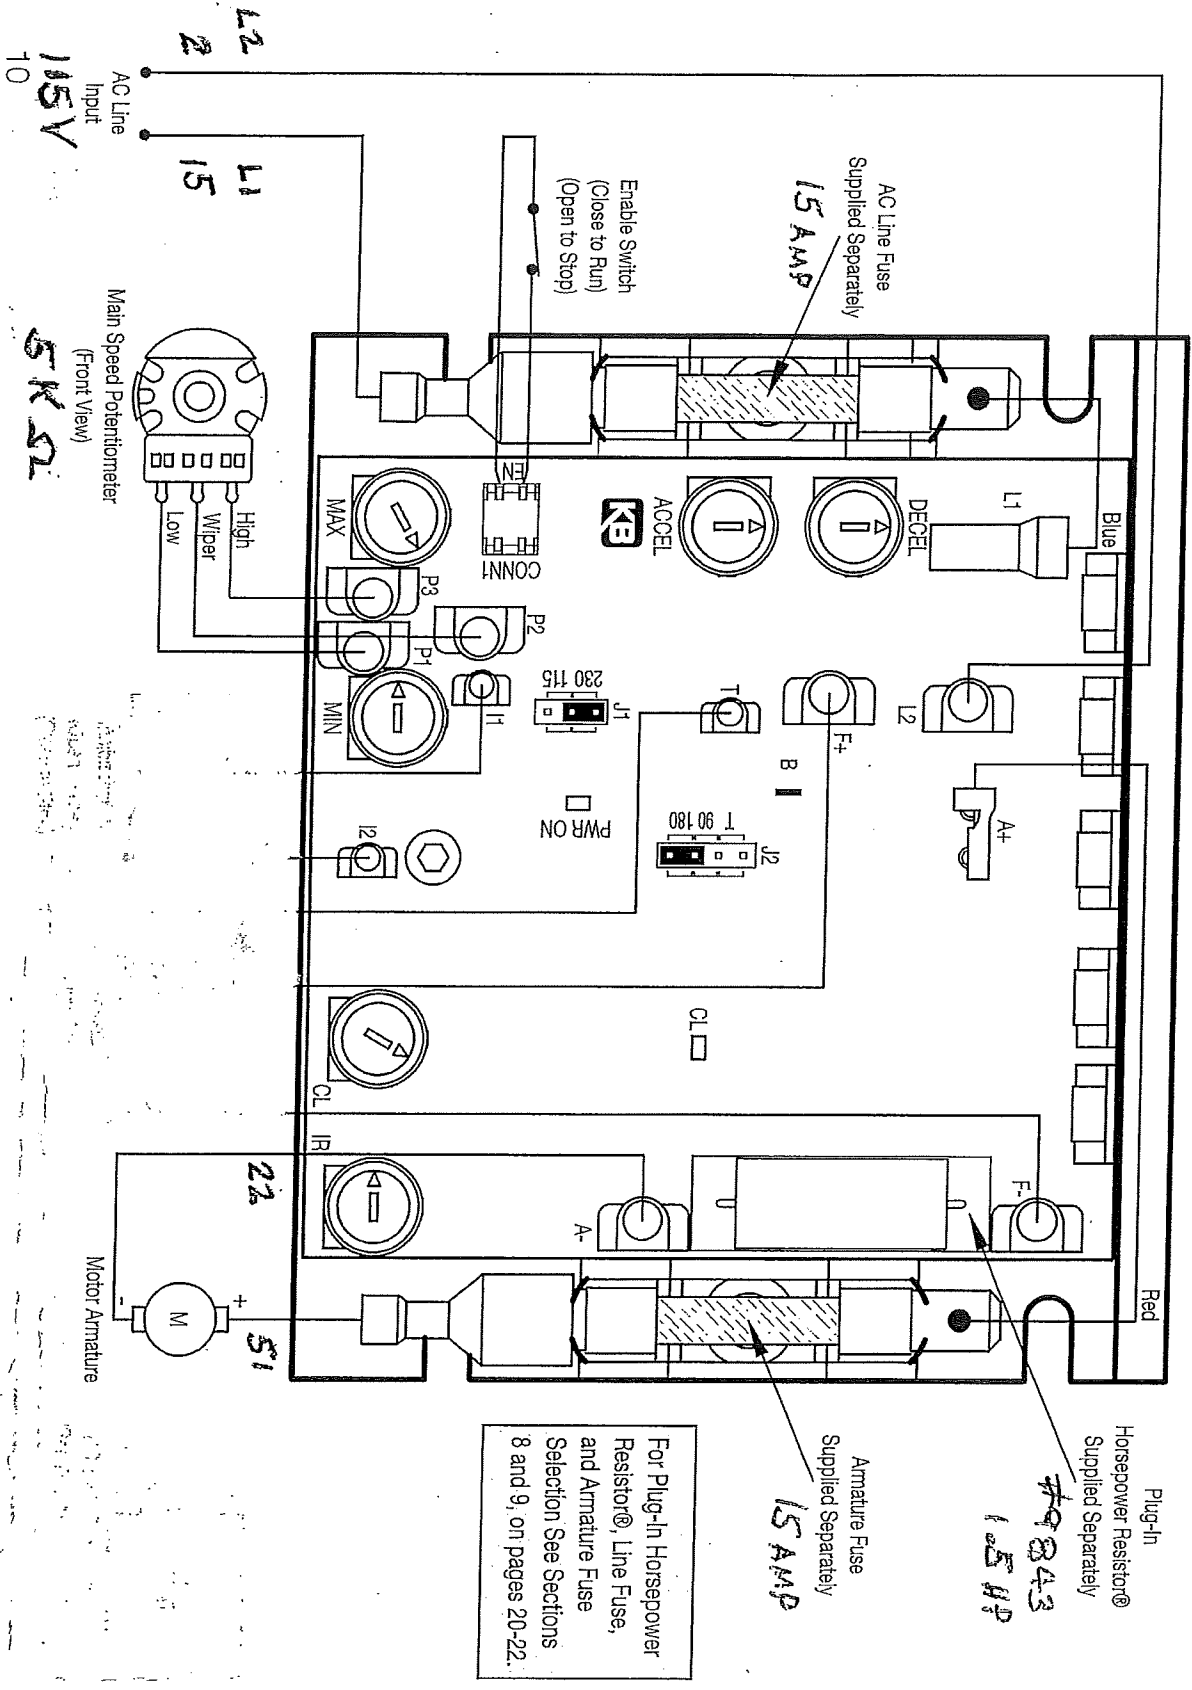 Plug-In
Horsepower Resistor®
Supplied Separately
#9843
1.5 HP
Armature Fuse
Supplied Separately
15 AMP
For Plug-In Horsepower
Resistor®, Line Fuse,
and Armature Fuse
Selection See Sections
8 and 9, on pages 20-22.
AC Line Fuse
Supplied Separately
15 AMP
Enable Switch
(Close to Run)
(Open to Stop)
Blue
Red
L1
L2
A+
F-
DECEL
ACCEL
KB
F+
T
B
J2
T 90 180
CL
A-
EN
CONN1
J1
230 115
PWR ON
MAX
P3
P2
P1
I1
MIN
I2
CL
IR
High
Wiper
Low
Main Speed Potentiometer
(Front View)
5K Ω
L2
2
L1
15
AC Line
Input
115V
22
51
M
+
-
Motor Armature
10